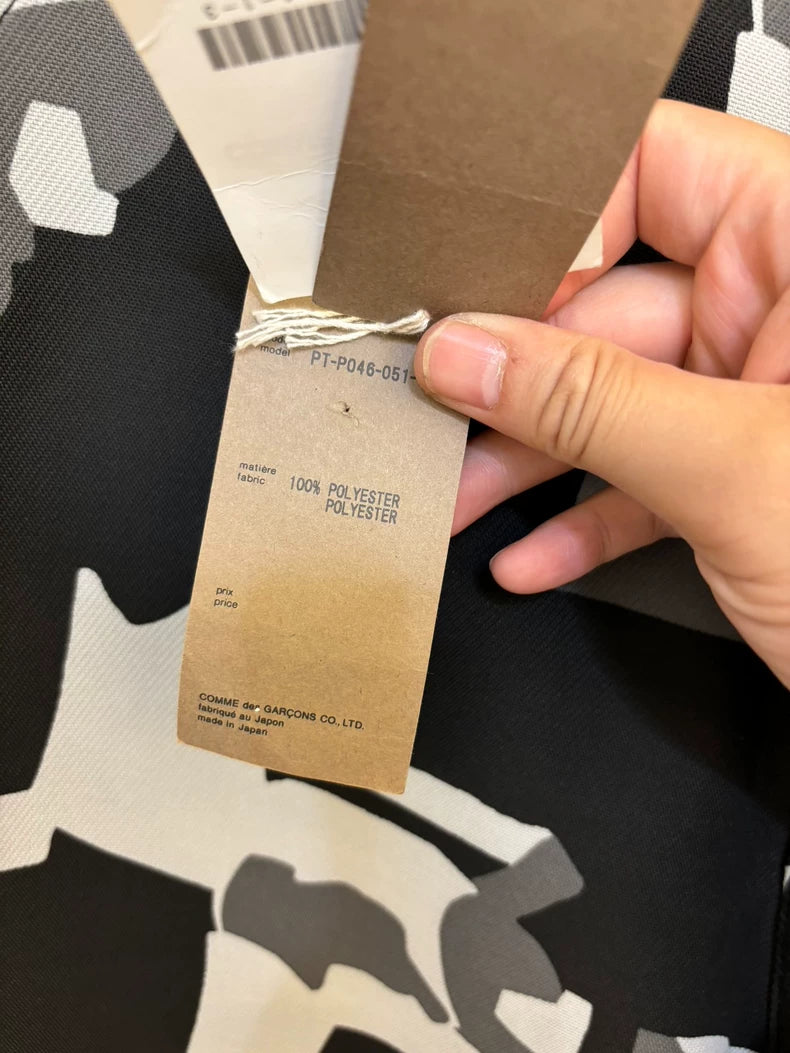 model
PT-P046-051-
matière
fabric
100% POLYESTER
POLYESTER
prix
price
COMME des GARÇONS CO., LTD.
fabriqué au Japon
made in Japan